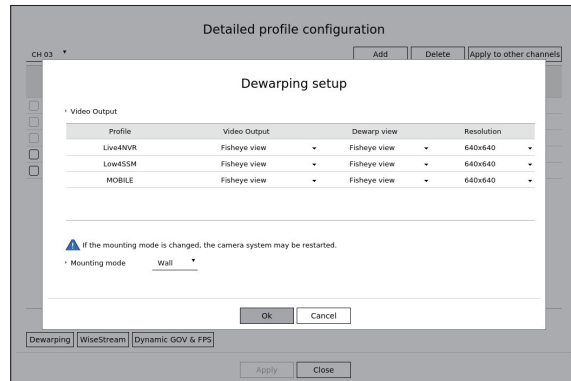 Detailed profile configuration
CH 03
Add Delete Apply to other channels
Dewarping setup
Video Output
Profile Video Output Dewarp view Resolution
Live4NVR Fisheye view Fisheye view 640x640
Low4SSM Fisheye view Fisheye view 640x640
MOBILE Fisheye view Fisheye view 640x640
If the mounting mode is changed, the camera system may be restarted.
Mounting mode Wall
Ok Cancel
Dewarping WiseStream Dynamic GOV & FPS
Apply Close